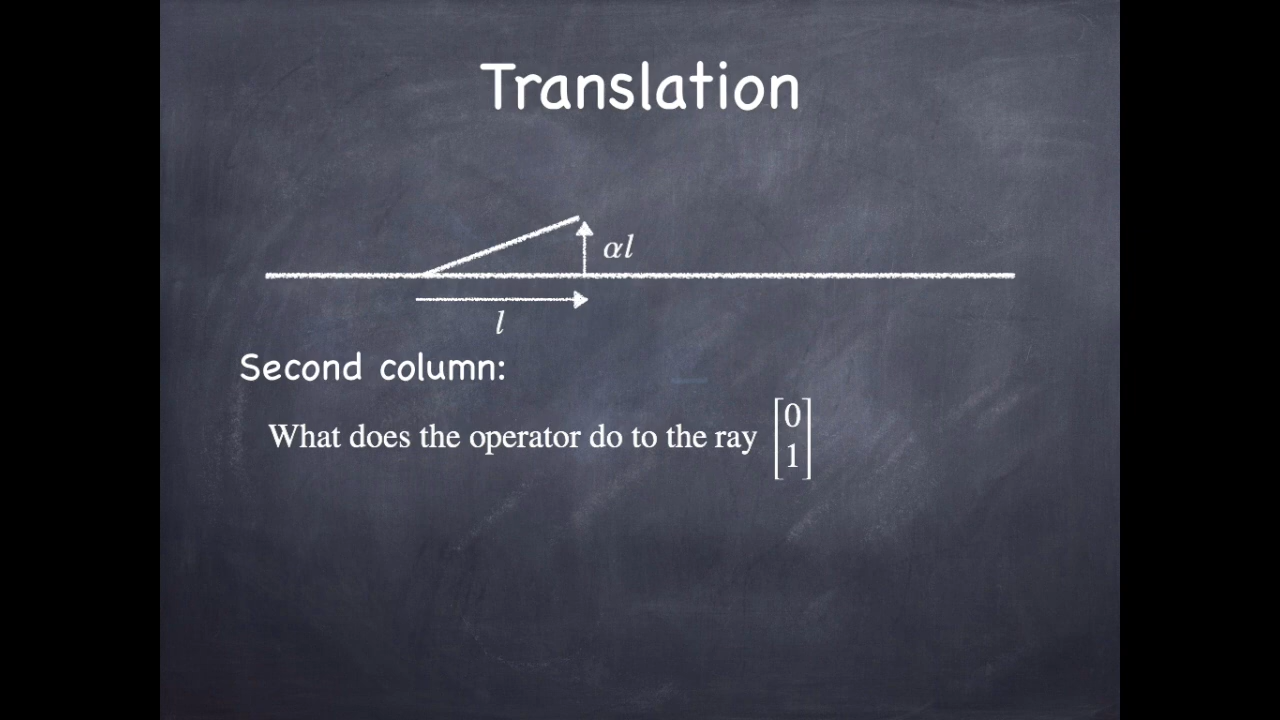 Translation
αl
l
Second column:
What does the operator do to the ray [0
1]